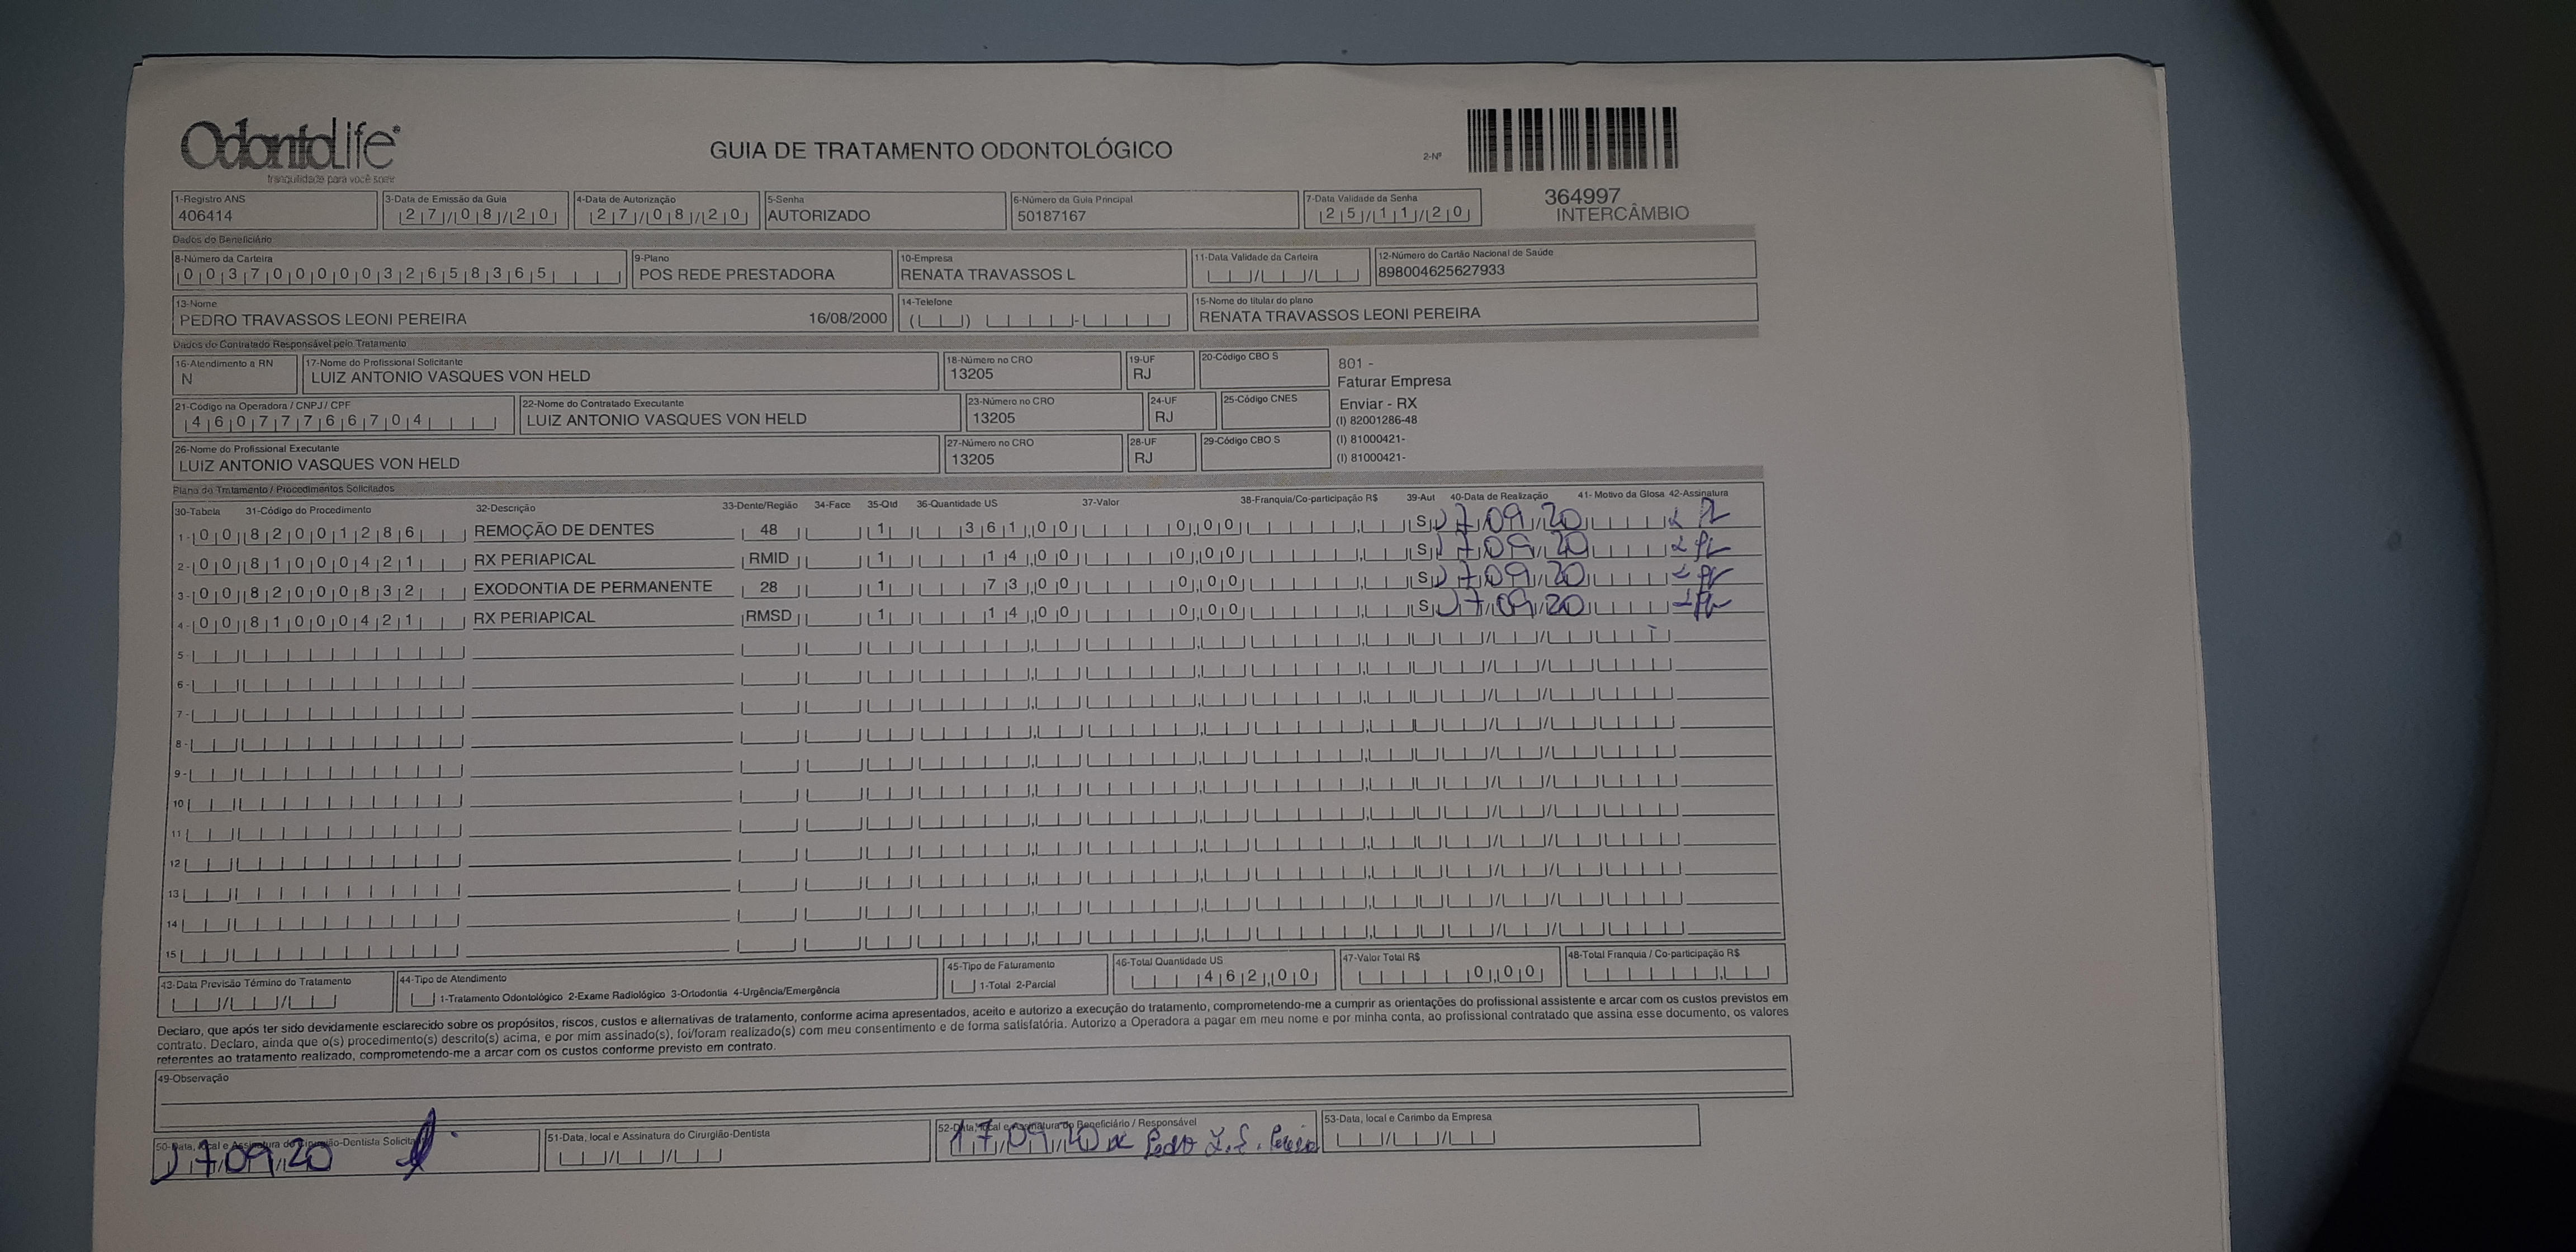 OdontoLife®
tranquilidade para você sorrir
GUIA DE TRATAMENTO ODONTOLÓGICO
2-Nº
364997
INTERCÂMBIO
1-Registro ANS
406414
3-Data de Emissão da Guia
27/08/20
4-Data de Autorização
27/08/20
5-Senha
AUTORIZADO
6-Número da Guia Principal
50187167
7-Data Validade da Senha
25/11/20
Dados do Beneficiário
8-Número da Carteira
00370000032658365
9-Plano
POS REDE PRESTADORA
10-Empresa
RENATA TRAVASSOS L
11-Data Validade da Carteira
12-Número do Cartão Nacional de Saúde
898004625627933
13-Nome
PEDRO TRAVASSOS LEONI PEREIRA 16/08/2000
14-Telefone
15-Nome do titular do plano
RENATA TRAVASSOS LEONI PEREIRA
Dados do Contratado Responsável pelo Tratamento
16-Atendimento a RN
N
17-Nome do Profissional Solicitante
LUIZ ANTONIO VASQUES VON HELD
18-Número no CRO
13205
19-UF
RJ
20-Código CBO S
801 -
Faturar Empresa
Enviar - RX
(I) 82001286-48
(I) 81000421-
(I) 81000421-
21-Código na Operadora / CNPJ / CPF
46077766704
22-Nome do Contratado Executante
LUIZ ANTONIO VASQUES VON HELD
23-Número no CRO
13205
24-UF
RJ
25-Código CNES
26-Nome do Profissional Executante
LUIZ ANTONIO VASQUES VON HELD
27-Número no CRO
13205
28-UF
RJ
29-Código CBO S
Plano de Tratamento / Procedimentos Solicitados
30-Tabela 31-Código do Procedimento 32-Descrição 33-Dente/Região 34-Face 35-Qtd 36-Quantidade US 37-Valor 38-Franquia/Co-participação R$ 39-Aut 40-Data de Realização 41- Motivo da Glosa 42-Assinatura
1- 00 82001286 REMOÇÃO DE DENTES 48 1 361,00 0,00 S 17/09/20
2- 00 81000421 RX PERIAPICAL RMID 1 14,00 0,00 S 17/09/20
3- 00 82000832 EXODONTIA DE PERMANENTE 28 1 73,00 0,00 S 17/09/20
4- 00 81000421 RX PERIAPICAL RMSD 1 14,00 0,00 S 17/09/20
5-
6-
7-
8-
9-
10
11
12
13
14
15
43-Data Previsão Término do Tratamento
44-Tipo de Atendimento
1-Tratamento Odontológico 2-Exame Radiológico 3-Ortodontia 4-Urgência/Emergência
45-Tipo de Faturamento
1-Total 2-Parcial
46-Total Quantidade US
462,00
47-Valor Total R$
0,00
48-Total Franquia / Co-participação R$
Declaro, que após ter sido devidamente esclarecido sobre os propósitos, riscos, custos e alternativas de tratamento, conforme acima apresentados, aceito e autorizo a execução do tratamento, comprometendo-me a cumprir as orientações do profissional assistente e arcar com os custos previstos em
contrato. Declaro, ainda que o(s) procedimento(s) descrito(s) acima, e por mim assinado(s), foi/foram realizado(s) com meu consentimento e de forma satisfatória. Autorizo a Operadora a pagar em meu nome e por minha conta, ao profissional contratado que assina esse documento, os valores
referentes ao tratamento realizado, comprometendo-me a arcar com os custos conforme previsto em contrato.
49-Observação
50-Data, local e Assinatura do Cirurgião-Dentista Solicitante
17/09/20
51-Data, local e Assinatura do Cirurgião-Dentista
52-Data, local e Assinatura do Beneficiário / Responsável
17/09/20 Pedro
53-Data, local e Carimbo da Empresa